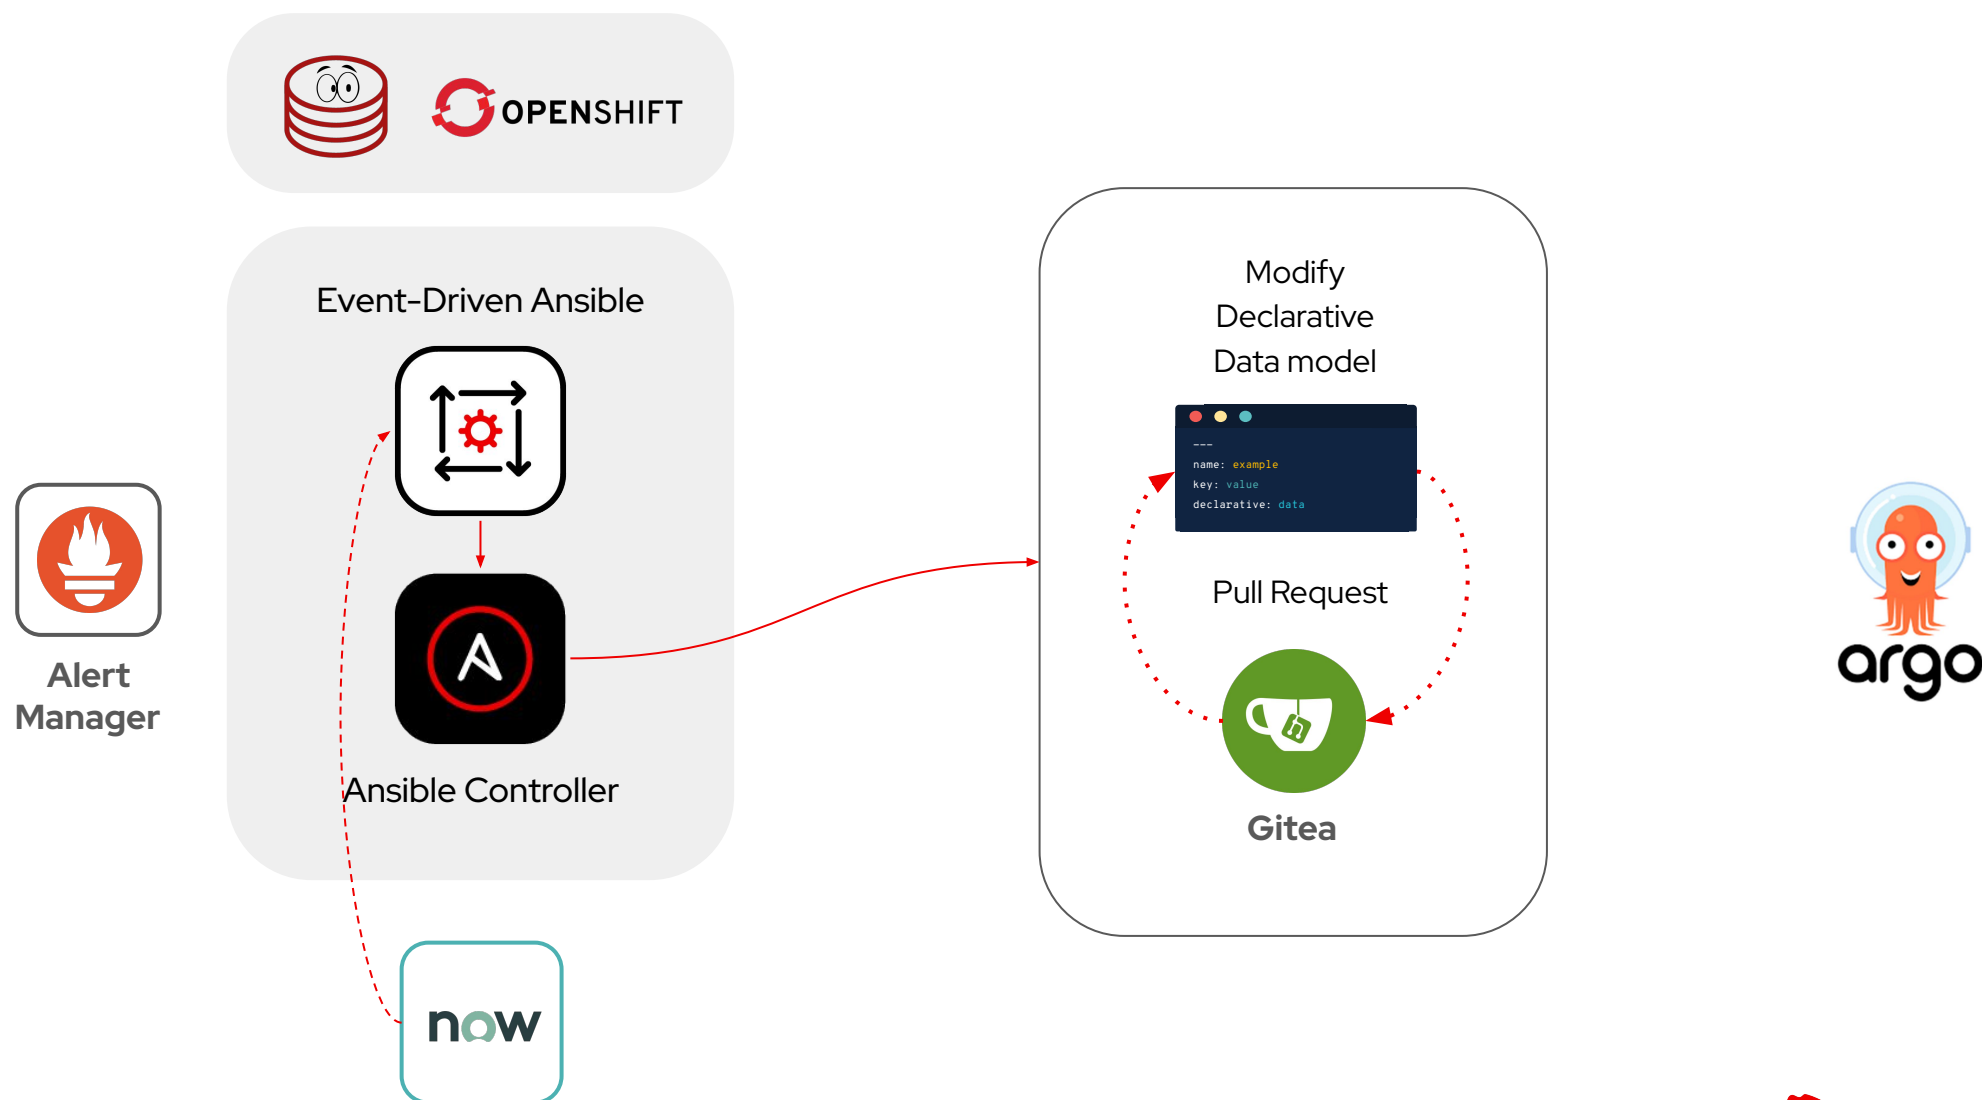 OPENSHIFT
Event-Driven Ansible
Ansible Controller
Alert
Manager
now
Modify
Declarative
Data model
---
name: example
key: value
declarative: data
Pull Request
Gitea
argo